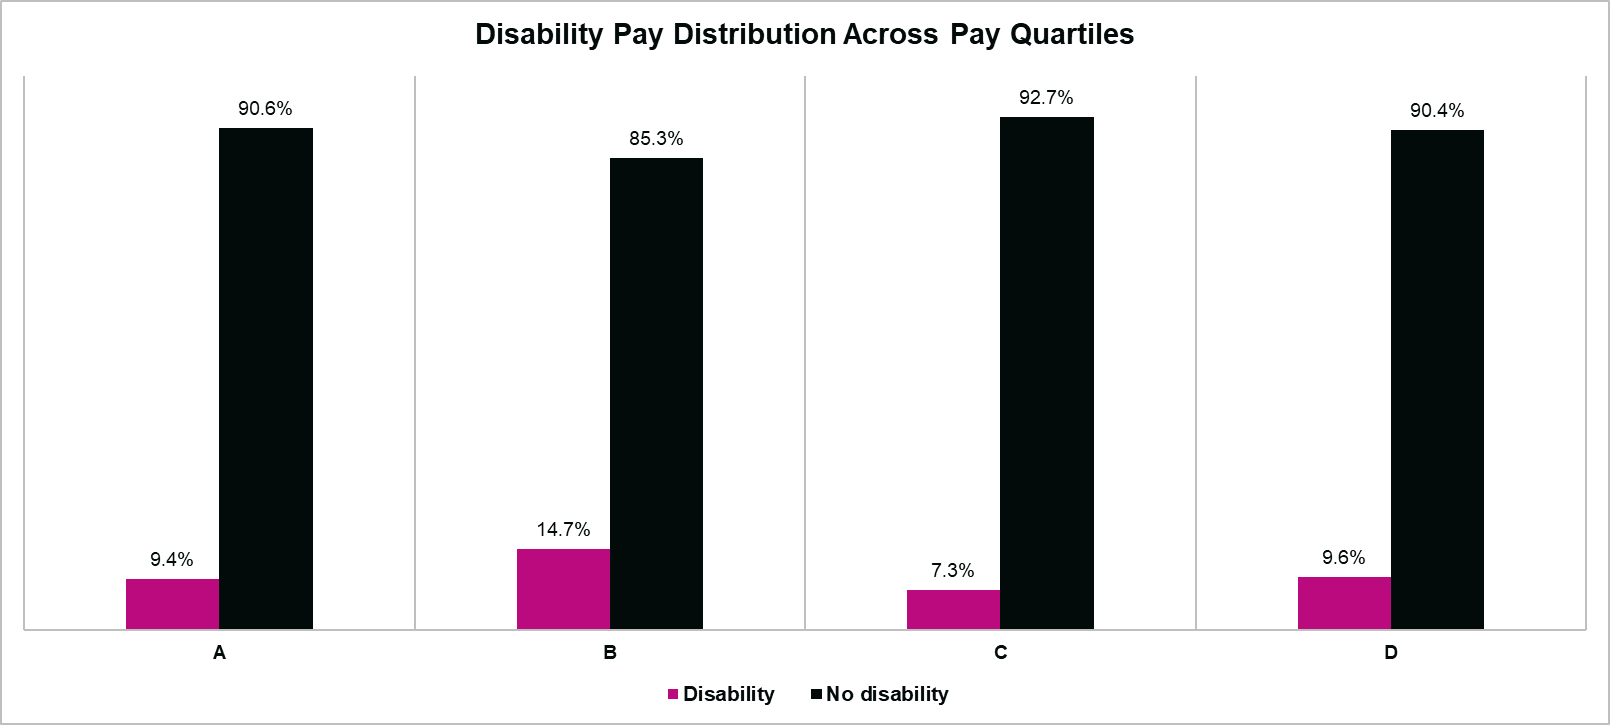 Disability Pay Distribution Across Pay Quartiles
90.6%
85.3%
92.7%
90.4%
9.4%
14.7%
7.3%
9.6%
A
B
C
D
Disability
No disability